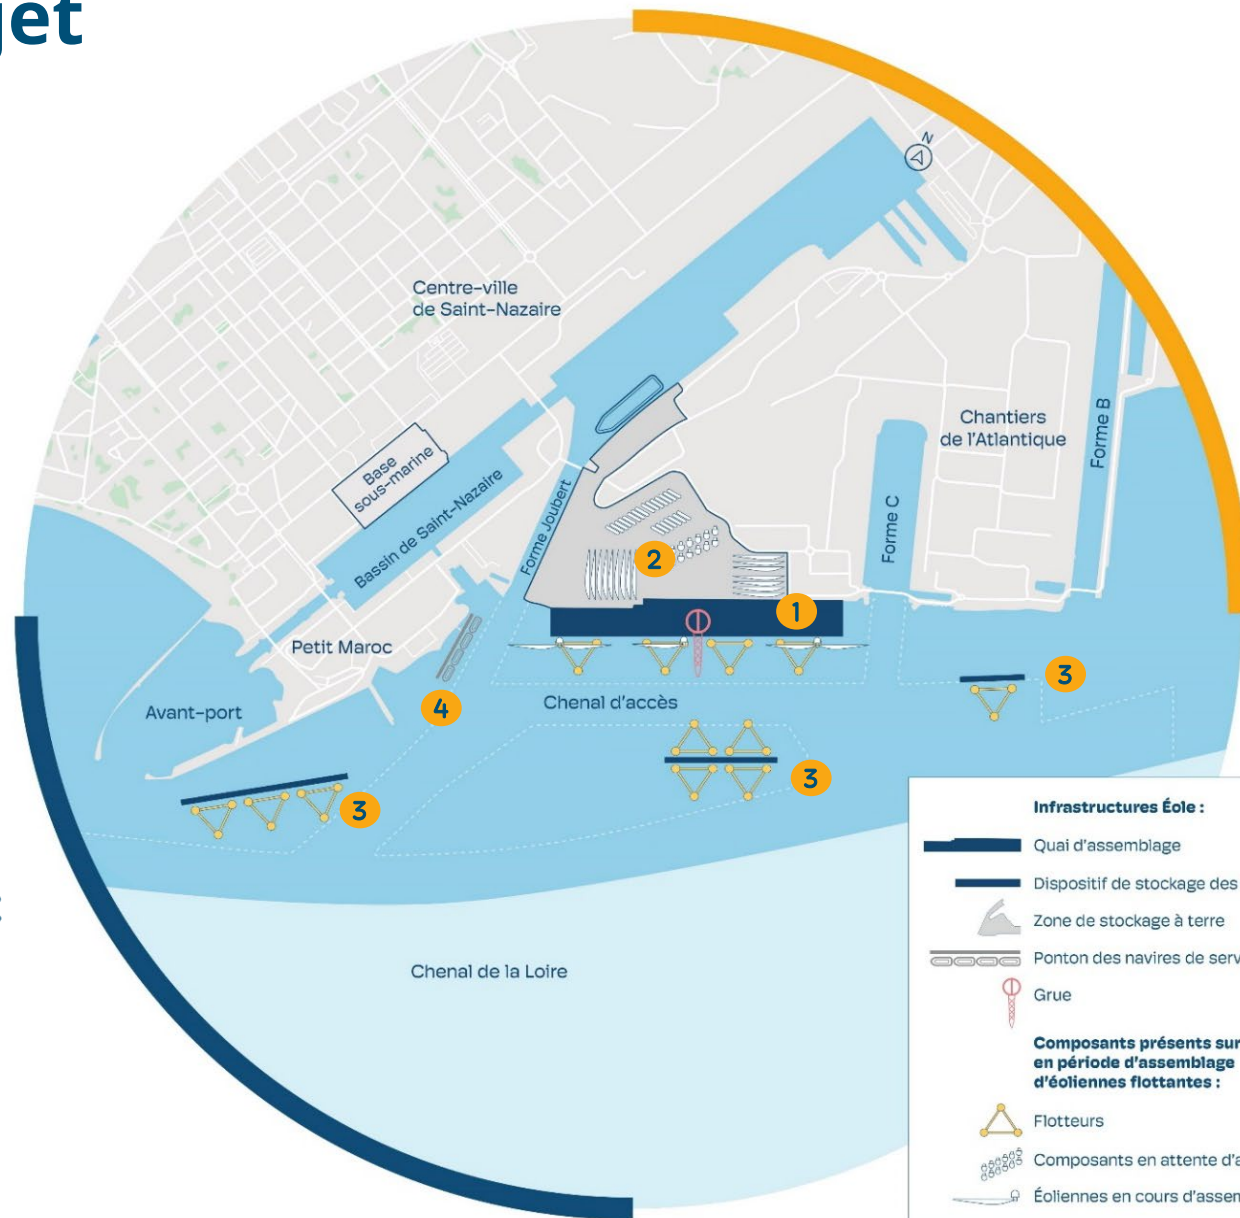 jet
N
Centre-ville
de Saint-Nazaire
Chantiers
de l'Atlantique
Forme B
Base
sous-marine
Bassin de Saint-Nazaire
Forme Joubert
Forme C
2
1
Petit Maroc
3
4
Chenal d'accès
Avant-port
3
3
Chenal de la Loire
Infrastructures Éole :
Quai d'assemblage
Dispositif de stockage des
Zone de stockage à terre
Ponton des navires de serv
Grue
Composants présents sur
en période d'assemblage
d'éoliennes flottantes :
Flotteurs
Composants en attente d'a
Éoliennes en cours d'assem